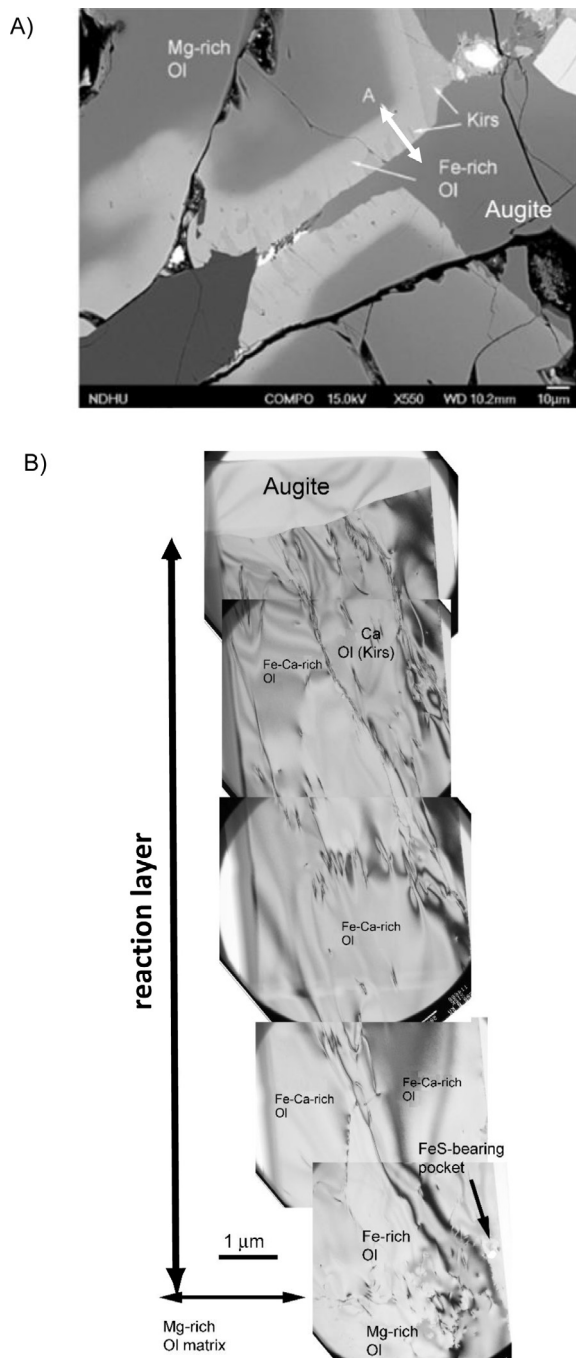 A)
Mg-rich
Ol
A
Kirs
Fe-rich
Ol
Augite
NDHU
COMPO 15.0kV X550 WD 10.2mm 10μm
B)
Augite
Ca
Ol (Kirs)
Fe-Ca-rich
Ol
reaction layer
Fe-Ca-rich
Ol
Fe-Ca-rich
Ol
Fe-Ca-rich
Ol
FeS-bearing
pocket
Fe-rich
Ol
1 μm
Mg-rich
Ol matrix
Mg-rich
Ol